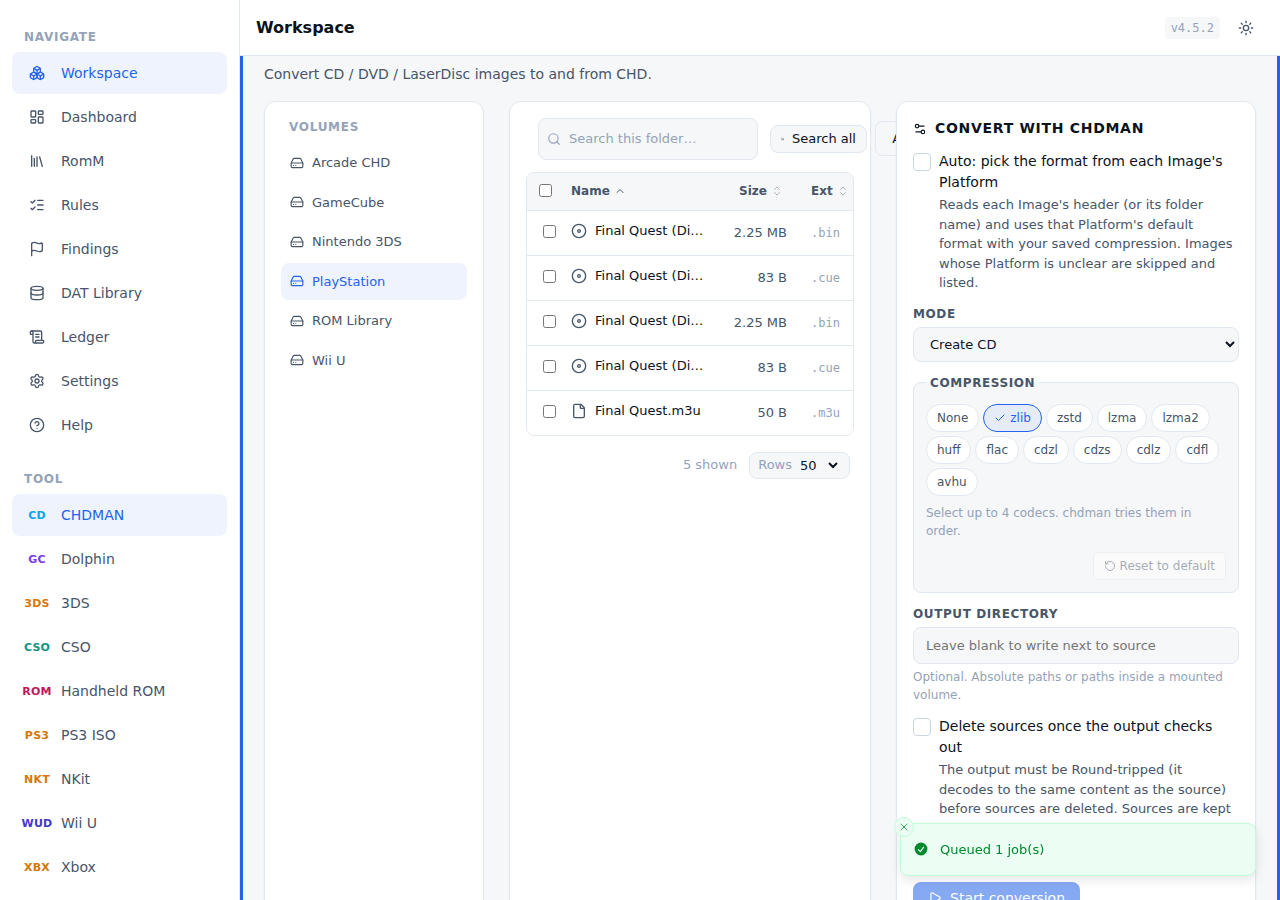 NAVIGATE
Workspace
Dashboard
RomM
Rules
Findings
DAT Library
Ledger
Settings
Help
TOOL
CD CHDMAN
GC Dolphin
3DS 3DS
CSO CSO
ROM Handheld ROM
PS3 PS3 ISO
NKT NKit
WUD Wii U
XBX Xbox
Workspace
v4.5.2
Convert CD / DVD / LaserDisc images to and from CHD.
VOLUMES
Arcade CHD
GameCube
Nintendo 3DS
PlayStation
ROM Library
Wii U
Search this folder…
Search all
Name Size Ext
Final Quest (Di… 2.25 MB .bin
Final Quest (Di… 83 B .cue
Final Quest (Di… 2.25 MB .bin
Final Quest (Di… 83 B .cue
Final Quest.m3u 50 B .m3u
5 shown Rows 50
CONVERT WITH CHDMAN
Auto: pick the format from each Image's
Platform
Reads each Image's header (or its folder
name) and uses that Platform's default
format with your saved compression. Images
whose Platform is unclear are skipped and
listed.
MODE
Create CD
COMPRESSION
None zlib zstd lzma lzma2
huff flac cdzl cdzs cdlz cdfl
avhu
Select up to 4 codecs. chdman tries them in
order.
Reset to default
OUTPUT DIRECTORY
Leave blank to write next to source
Optional. Absolute paths or paths inside a mounted
volume.
Delete sources once the output checks
out
The output must be Round-tripped (it
decodes to the same content as the source)
before sources are deleted. Sources are kept
Queued 1 job(s)
Start conversion